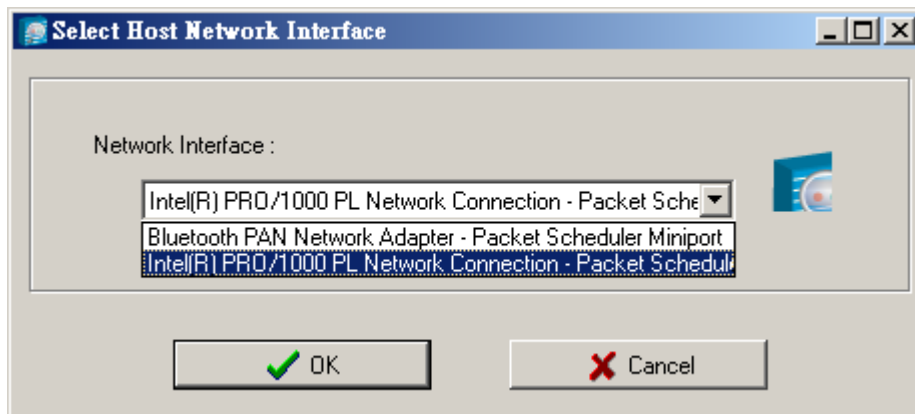 Select Host Network Interface
Network Interface :
Intel(R) PRO/1000 PL Network Connection - Packet Sche
Bluetooth PAN Network Adapter - Packet Scheduler Miniport
Intel(R) PRO/1000 PL Network Connection - Packet Schedul
OK
Cancel